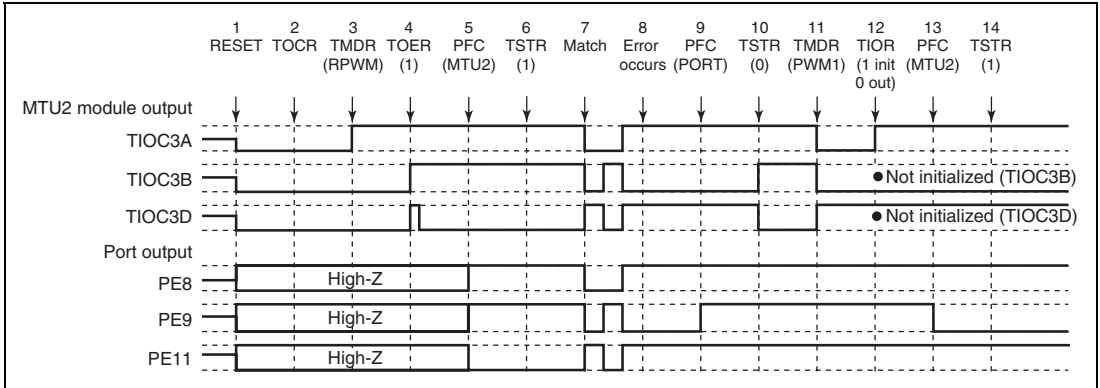 1 2 3 4 5 6 7 8 9 10 11 12 13 14
RESET TOCR TMDR TOER PFC TSTR Match Error PFC TSTR TMDR TIOR PFC TSTR
(RPWM) (1) (MTU2) (1) occurs (PORT) (0) (PWM1) (1 init (MTU2) (1)
0 out)
MTU2 module output
TIOC3A
TIOC3B ● Not initialized (TIOC3B)
TIOC3D ● Not initialized (TIOC3D)
Port output
PE8 High-Z
PE9 High-Z
PE11 High-Z